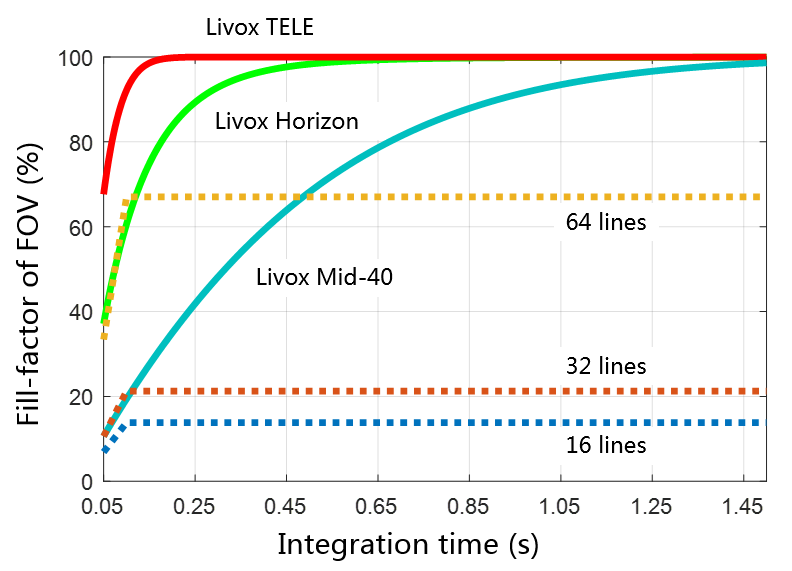 Livox TELE
100
Livox Horizon
80
64 lines
60
Livox Mid-40
40
32 lines
20
16 lines
0
0.05 0.25 0.45 0.65 0.85 1.05 1.25 1.45
Integration time (s)
Fill-factor of FOV (%)